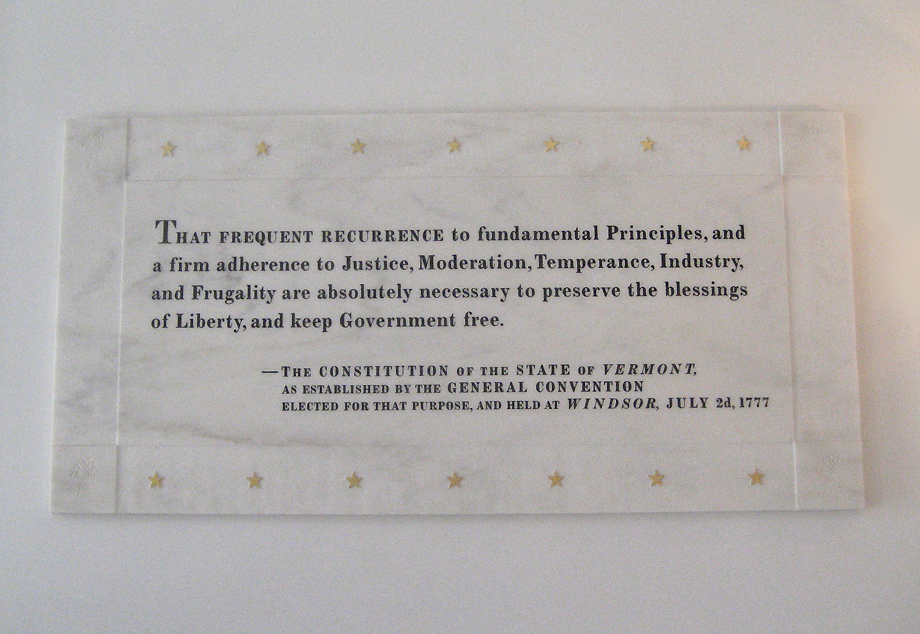 THAT FREQUENT RECURRENCE to fundamental Principles, and
a firm adherence to Justice, Moderation, Temperance, Industry,
and Frugality are absolutely necessary to preserve the blessings
of Liberty, and keep Government free.
—THE CONSTITUTION OF THE STATE OF VERMONT,
AS ESTABLISHED BY THE GENERAL CONVENTION
ELECTED FOR THAT PURPOSE, AND HELD AT WINDSOR, JULY 2d, 1777